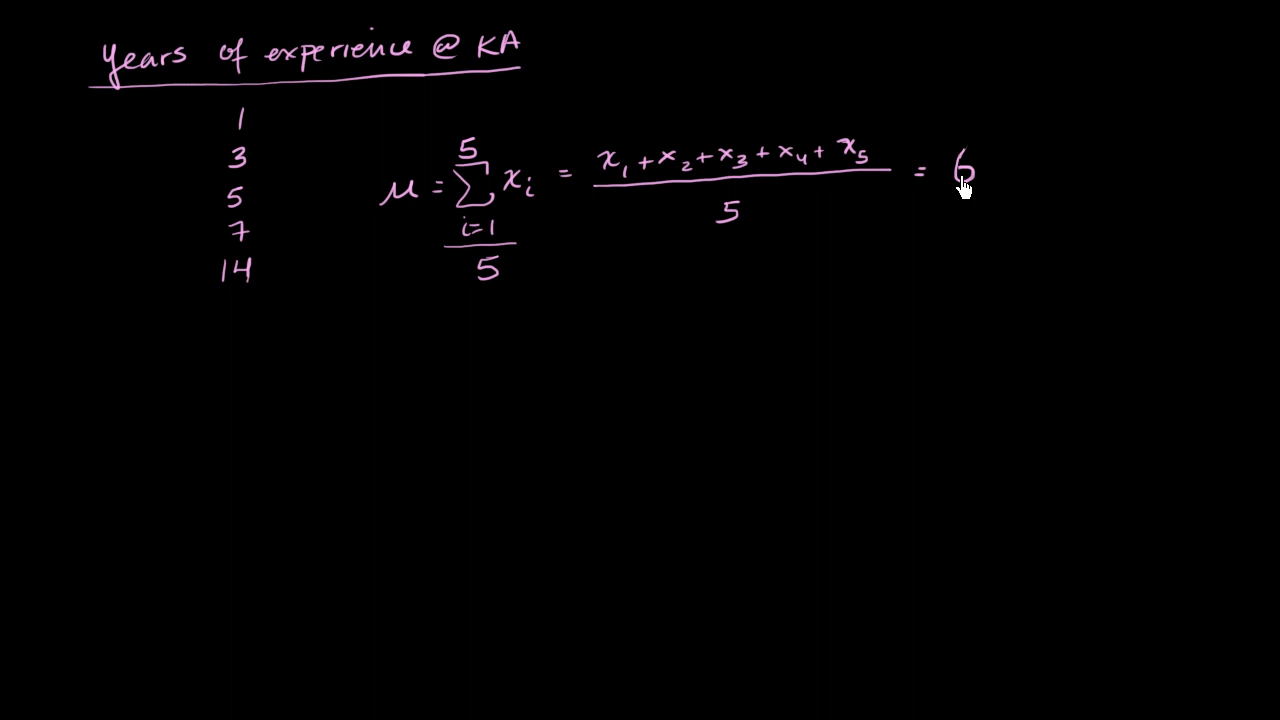 Years of experience @ KA
1
3
5
7
14
5
μ = ∑ xi = x1 + x2 + x3 + x4 + x5 = 6
i=1 5
5